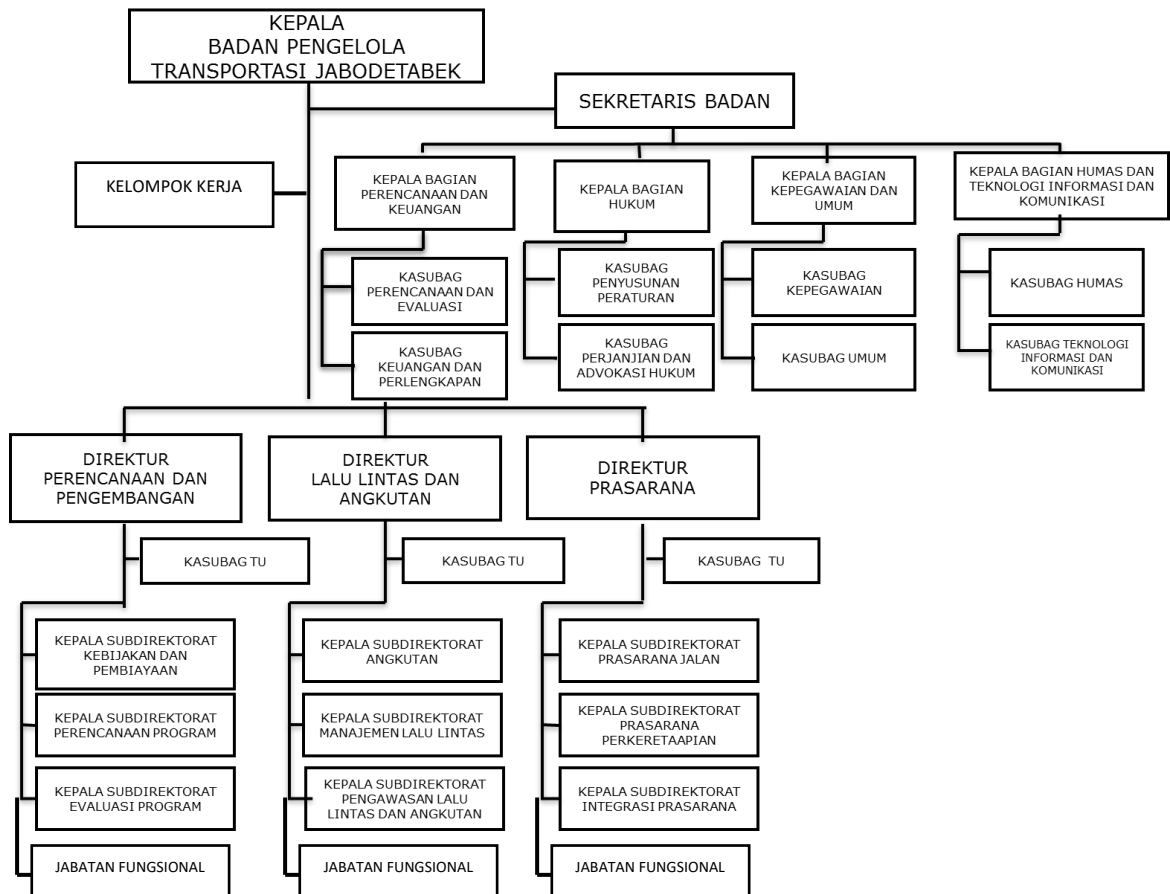 KEPALA
BADAN PENGELOLA
TRANSPORTASI JABODETABEK
SEKRETARIS BADAN
KELOMPOK KERJA
KEPALA BAGIAN
PERENCANAAN DAN
KEUANGAN
KEPALA BAGIAN
HUKUM
KEPALA BAGIAN
KEPEGAWAIAN DAN
UMUM
KEPALA BAGIAN HUMAS DAN
TEKNOLOGI INFORMASI DAN
KOMUNIKASI
KASUBAG
PERENCANAAN DAN
EVALUASI
KASUBAG
PENYUSUNAN
PERATURAN
KASUBAG
KEPEGAWAIAN
KASUBAG HUMAS
KASUBAG
KEUANGAN DAN
PERLENGKAPAN
KASUBAG
PERJANJIAN DAN
ADVOKASI HUKUM
KASUBAG UMUM
KASUBAG TEKNOLOGI
INFORMASI DAN
KOMUNIKASI
DIREKTUR
PERENCANAAN DAN
PENGEMBANGAN
DIREKTUR
LALU LINTAS DAN
ANGKUTAN
DIREKTUR
PRASARANA
KASUBAG TU
KASUBAG TU
KASUBAG TU
KEPALA SUBDIREKTORAT
KEBIJAKAN DAN
PEMBIAYAAN
KEPALA SUBDIREKTORAT
ANGKUTAN
KEPALA SUBDIREKTORAT
PRASARANA JALAN
KEPALA SUBDIREKTORAT
PERENCANAAN PROGRAM
KEPALA SUBDIREKTORAT
MANAJEMEN LALU LINTAS
KEPALA SUBDIREKTORAT
PRASARANA
PERKERETAAPIAN
KEPALA SUBDIREKTORAT
EVALUASI PROGRAM
KEPALA SUBDIREKTORAT
PENGAWASAN LALU
LINTAS DAN ANGKUTAN
KEPALA SUBDIREKTORAT
INTEGRASI PRASARANA
JABATAN FUNGSIONAL
JABATAN FUNGSIONAL
JABATAN FUNGSIONAL